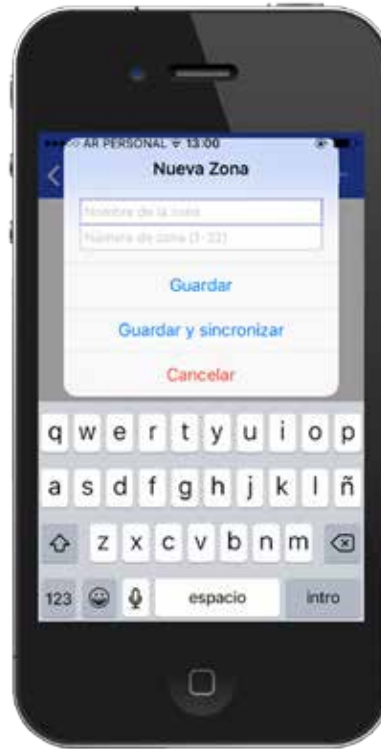 AR PERSONAL 13:00
Nueva Zona
Nombre de la zona
Número de zona (1-32)
Guardar
Guardar y sincronizar
Cancelar
q w e r t y u i o p
a s d f g h j k l ñ
z x c v b n m
123 espacio intro